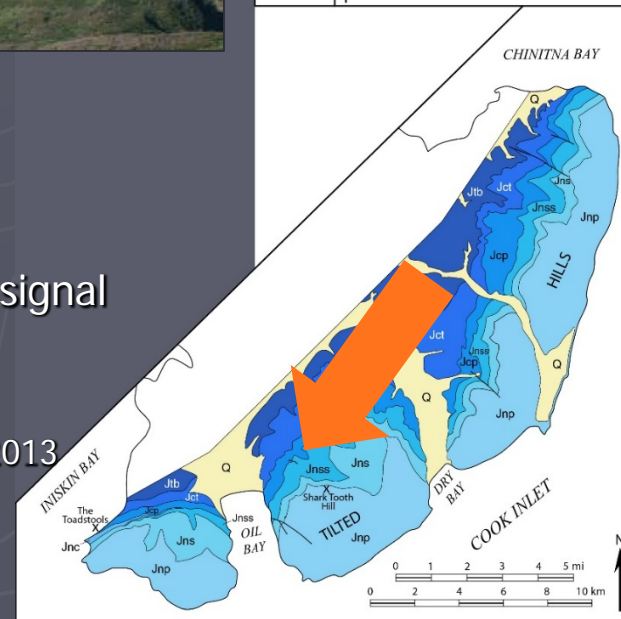 CHINITNA BAY
Q
Jtb
Jct
Jns
Jnss
Jnp
Jcp
HILLS
signal
Jct
Jnss
Jcp
Q
Q
Jnp
013
INISKIN BAY
Q
Jtb
Jct
Jcp
The
Toadstools
X
Jnc
Jns
Jnp
Jnss
OIL
BAY
Jnss
Jns
X
Shark Tooth
Hill
TILTED
Jnp
DRY
BAY
COOK INLET
N
0 1 2 3 4 5 mi
0 2 4 6 8 10 km